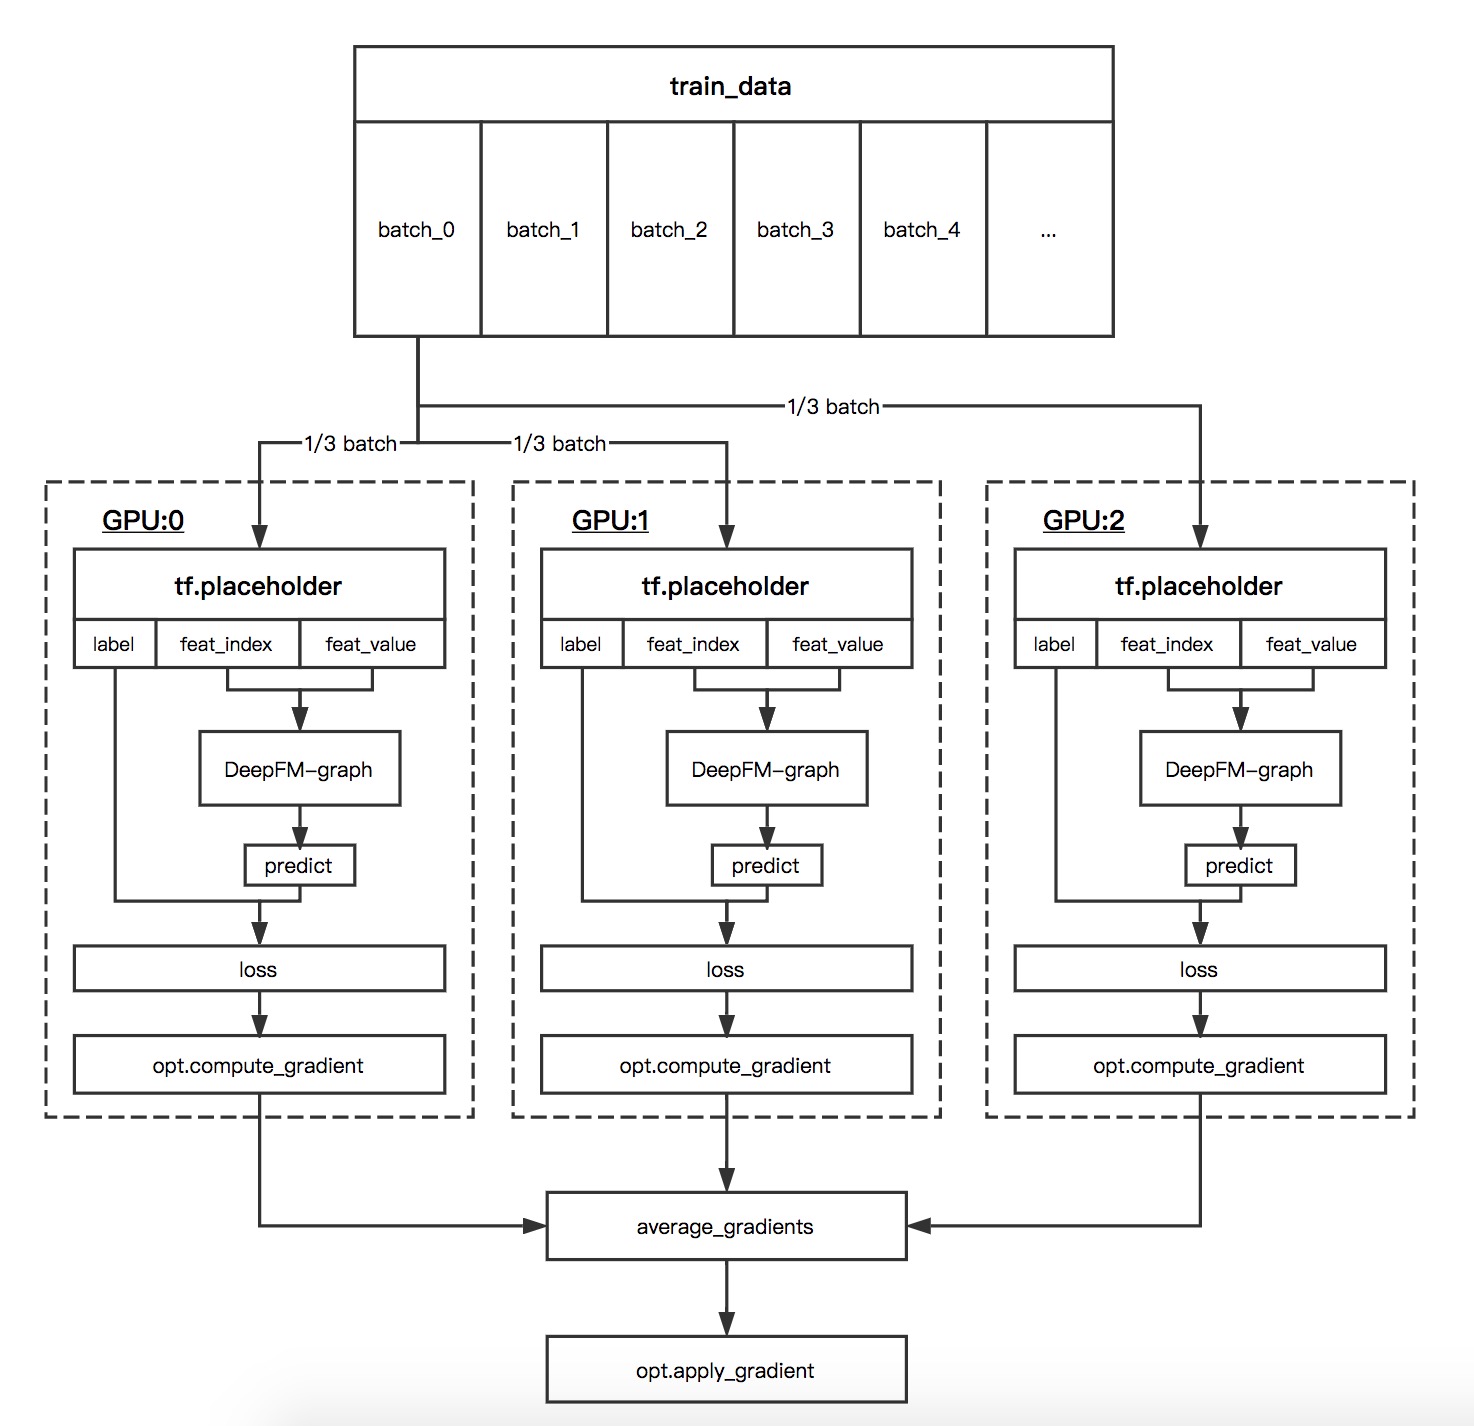 train_data
batch_0 batch_1 batch_2 batch_3 batch_4 ...
1/3 batch
1/3 batch 1/3 batch
GPU:0 GPU:1 GPU:2
tf.placeholder tf.placeholder tf.placeholder
label feat_index feat_value label feat_index feat_value label feat_index feat_value
DeepFM-graph DeepFM-graph DeepFM-graph
predict predict predict
loss loss loss
opt.compute_gradient opt.compute_gradient opt.compute_gradient
average_gradients
opt.apply_gradient